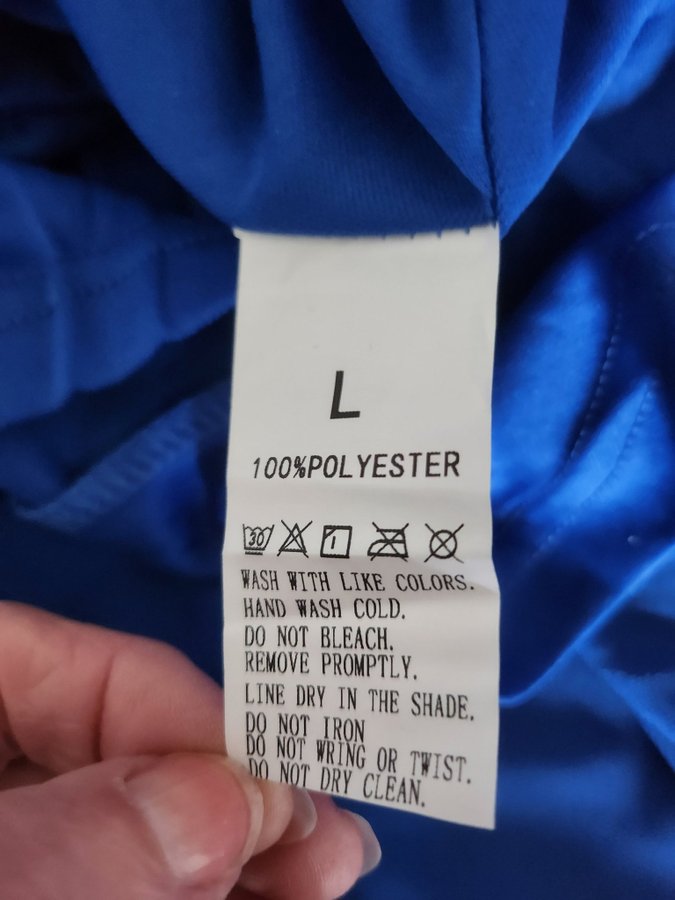 L
100%POLYESTER
30
WASH WITH LIKE COLORS.
HAND WASH COLD.
DO NOT BLEACH.
REMOVE PROMPTLY.
LINE DRY IN THE SHADE.
DO NOT IRON
DO NOT WRING OR TWIST.
DO NOT DRY CLEAN.